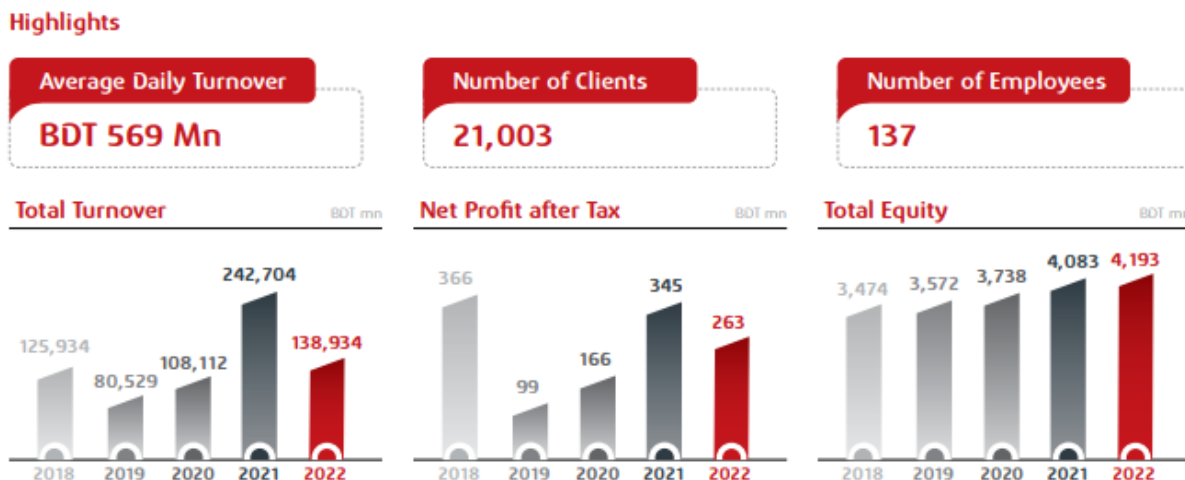 Highlights
Average Daily Turnover
BDT 569 Mn
Number of Clients
21,003
Number of Employees
137
Total Turnover BDT mn
125,934
80,529
108,112
242,704
138,934
2018 2019 2020 2021 2022
Net Profit after Tax BDT mn
366
99
166
345
263
2018 2019 2020 2021 2022
Total Equity BDT mn
3,474
3,572
3,738
4,083
4,193
2018 2019 2020 2021 2022